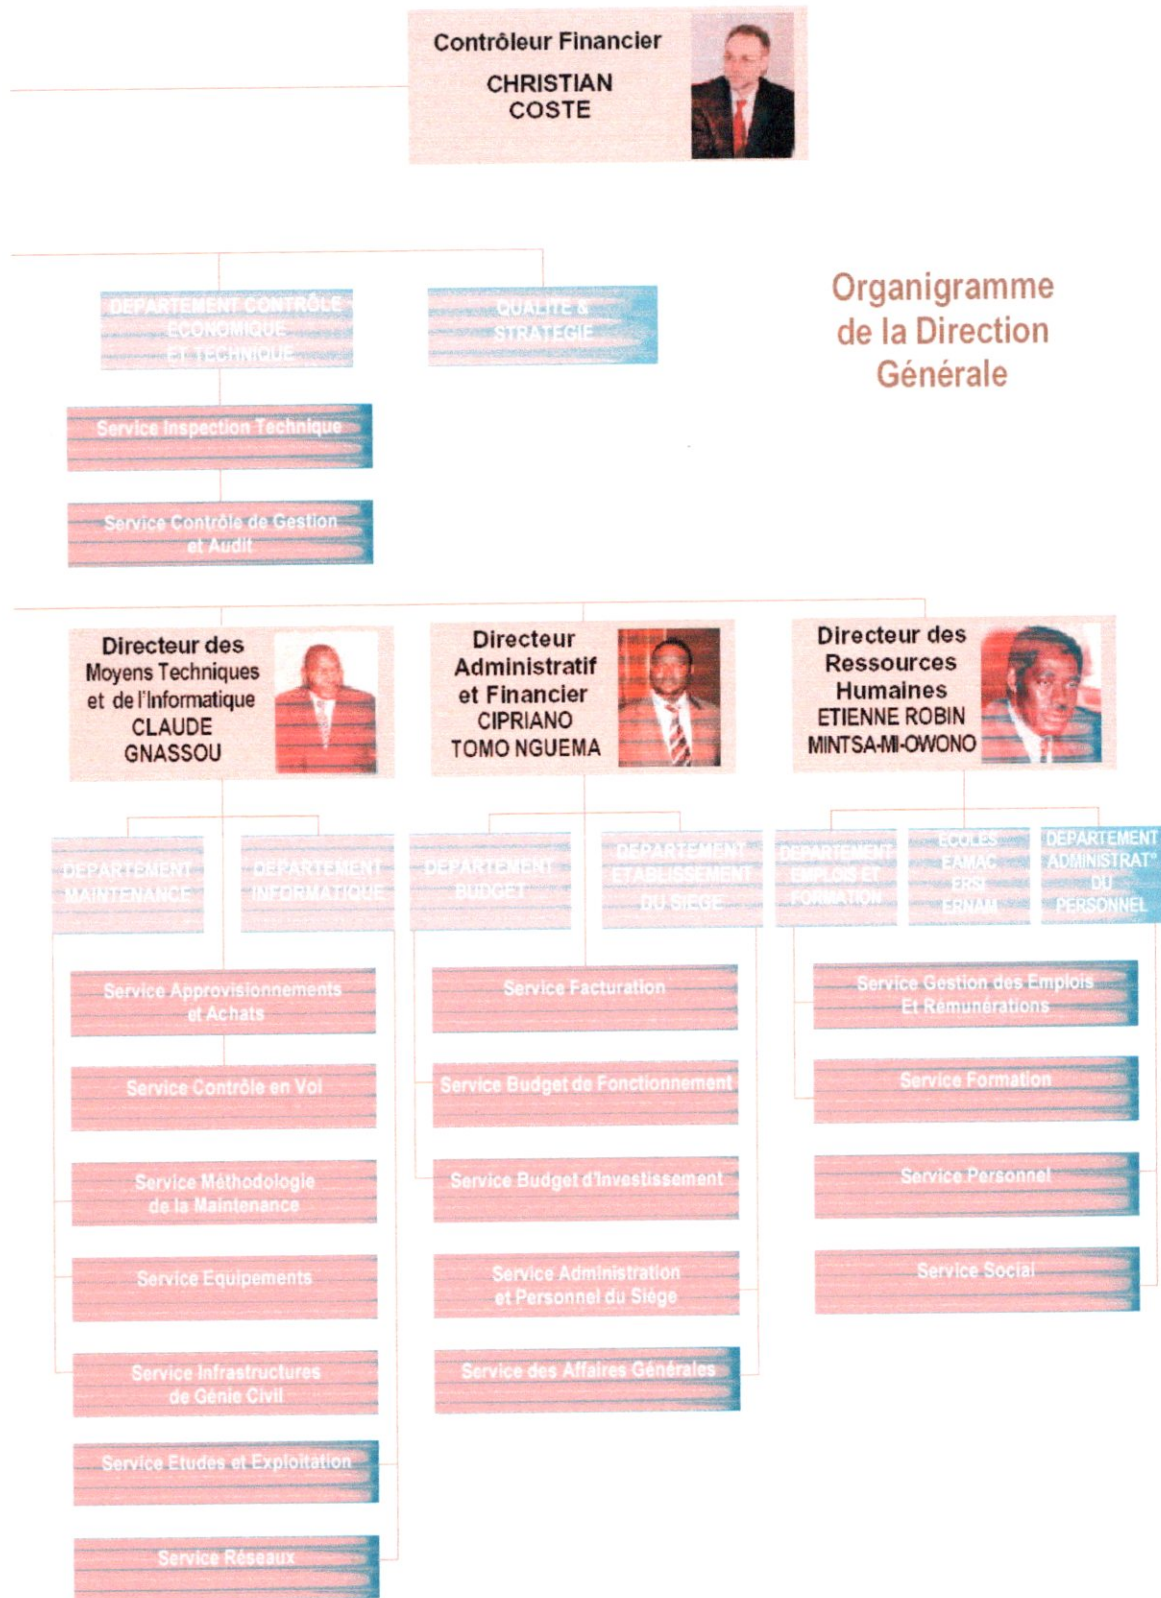 Contrôleur Financier
CHRISTIAN
COSTE
Organigramme
de la Direction
Générale
DEPARTEMENT CONTRÔLE
ECONOMIQUE
ET TECHNIQUE
QUALITE &
STRATEGIE
Service Inspection Technique
Service Contrôle de Gestion
et Audit
Directeur des
Moyens Techniques
et de l'Informatique
CLAUDE
GNASSOU
Directeur
Administratif
et Financier
CIPRIANO
TOMO NGUEMA
Directeur des
Ressources
Humaines
ETIENNE ROBIN
MINTSA-MI-OWONO
DEPARTEMENT
MAINTENANCE
DEPARTEMENT
INFORMATIQUE
DEPARTEMENT
BUDGET
DEPARTEMENT
ETABLISSEMENT
DU SIEGE
DEPARTEMENT
EMPLOIS ET
FORMATION
ECOLES
EAMAC
ERSI
ERNAM
DEPARTEMENT
ADMINISTRAT°
DU
PERSONNEL
Service Approvisionnements
et Achats
Service Contrôle en Vol
Service Méthodologie
de la Maintenance
Service Equipements
Service Infrastructures
de Génie Civil
Service Etudes et Exploitation
Service Réseaux
Service Facturation
Service Budget de Fonctionnement
Service Budget d'Investissement
Service Administration
et Personnel du Siège
Service des Affaires Générales
Service Gestion des Emplois
Et Rémunérations
Service Formation
Service Personnel
Service Social